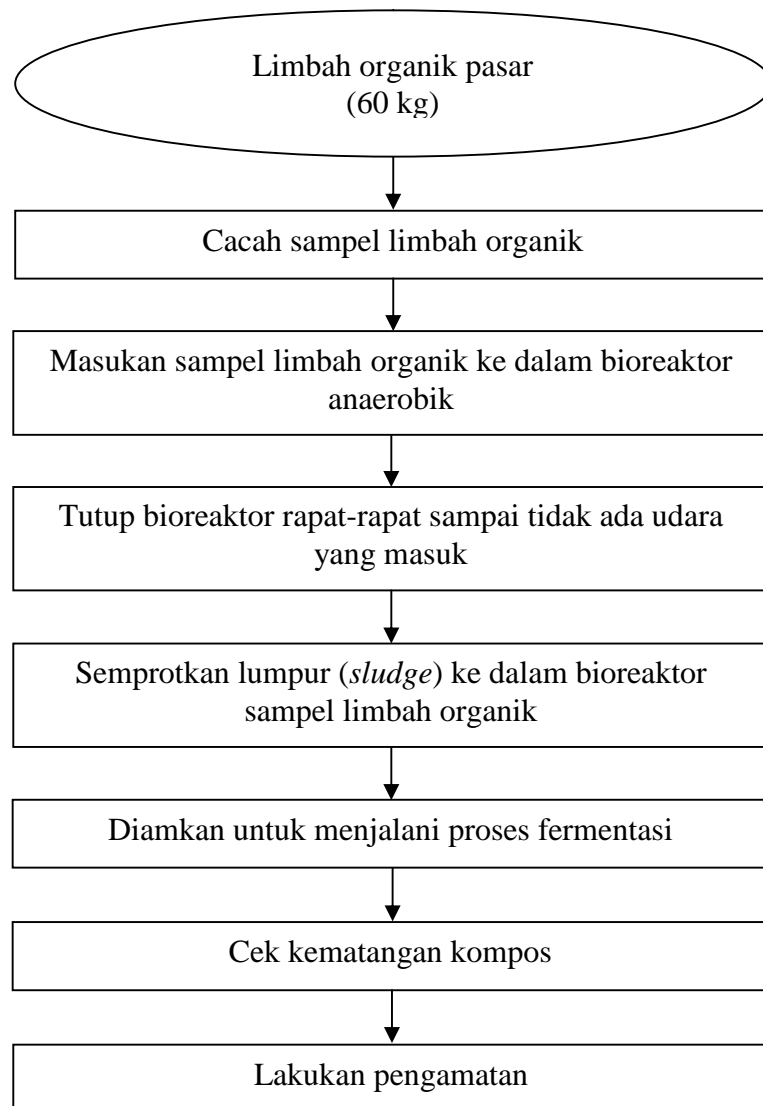 Limbah organik pasar
(60 kg)
Cacah sampel limbah organik
Masukan sampel limbah organik ke dalam bioreaktor
anaerobik
Tutup bioreaktor rapat-rapat sampai tidak ada udara
yang masuk
Semprotkan lumpur (sludge) ke dalam bioreaktor
sampel limbah organik
Diamkan untuk menjalani proses fermentasi
Cek kematangan kompos
Lakukan pengamatan